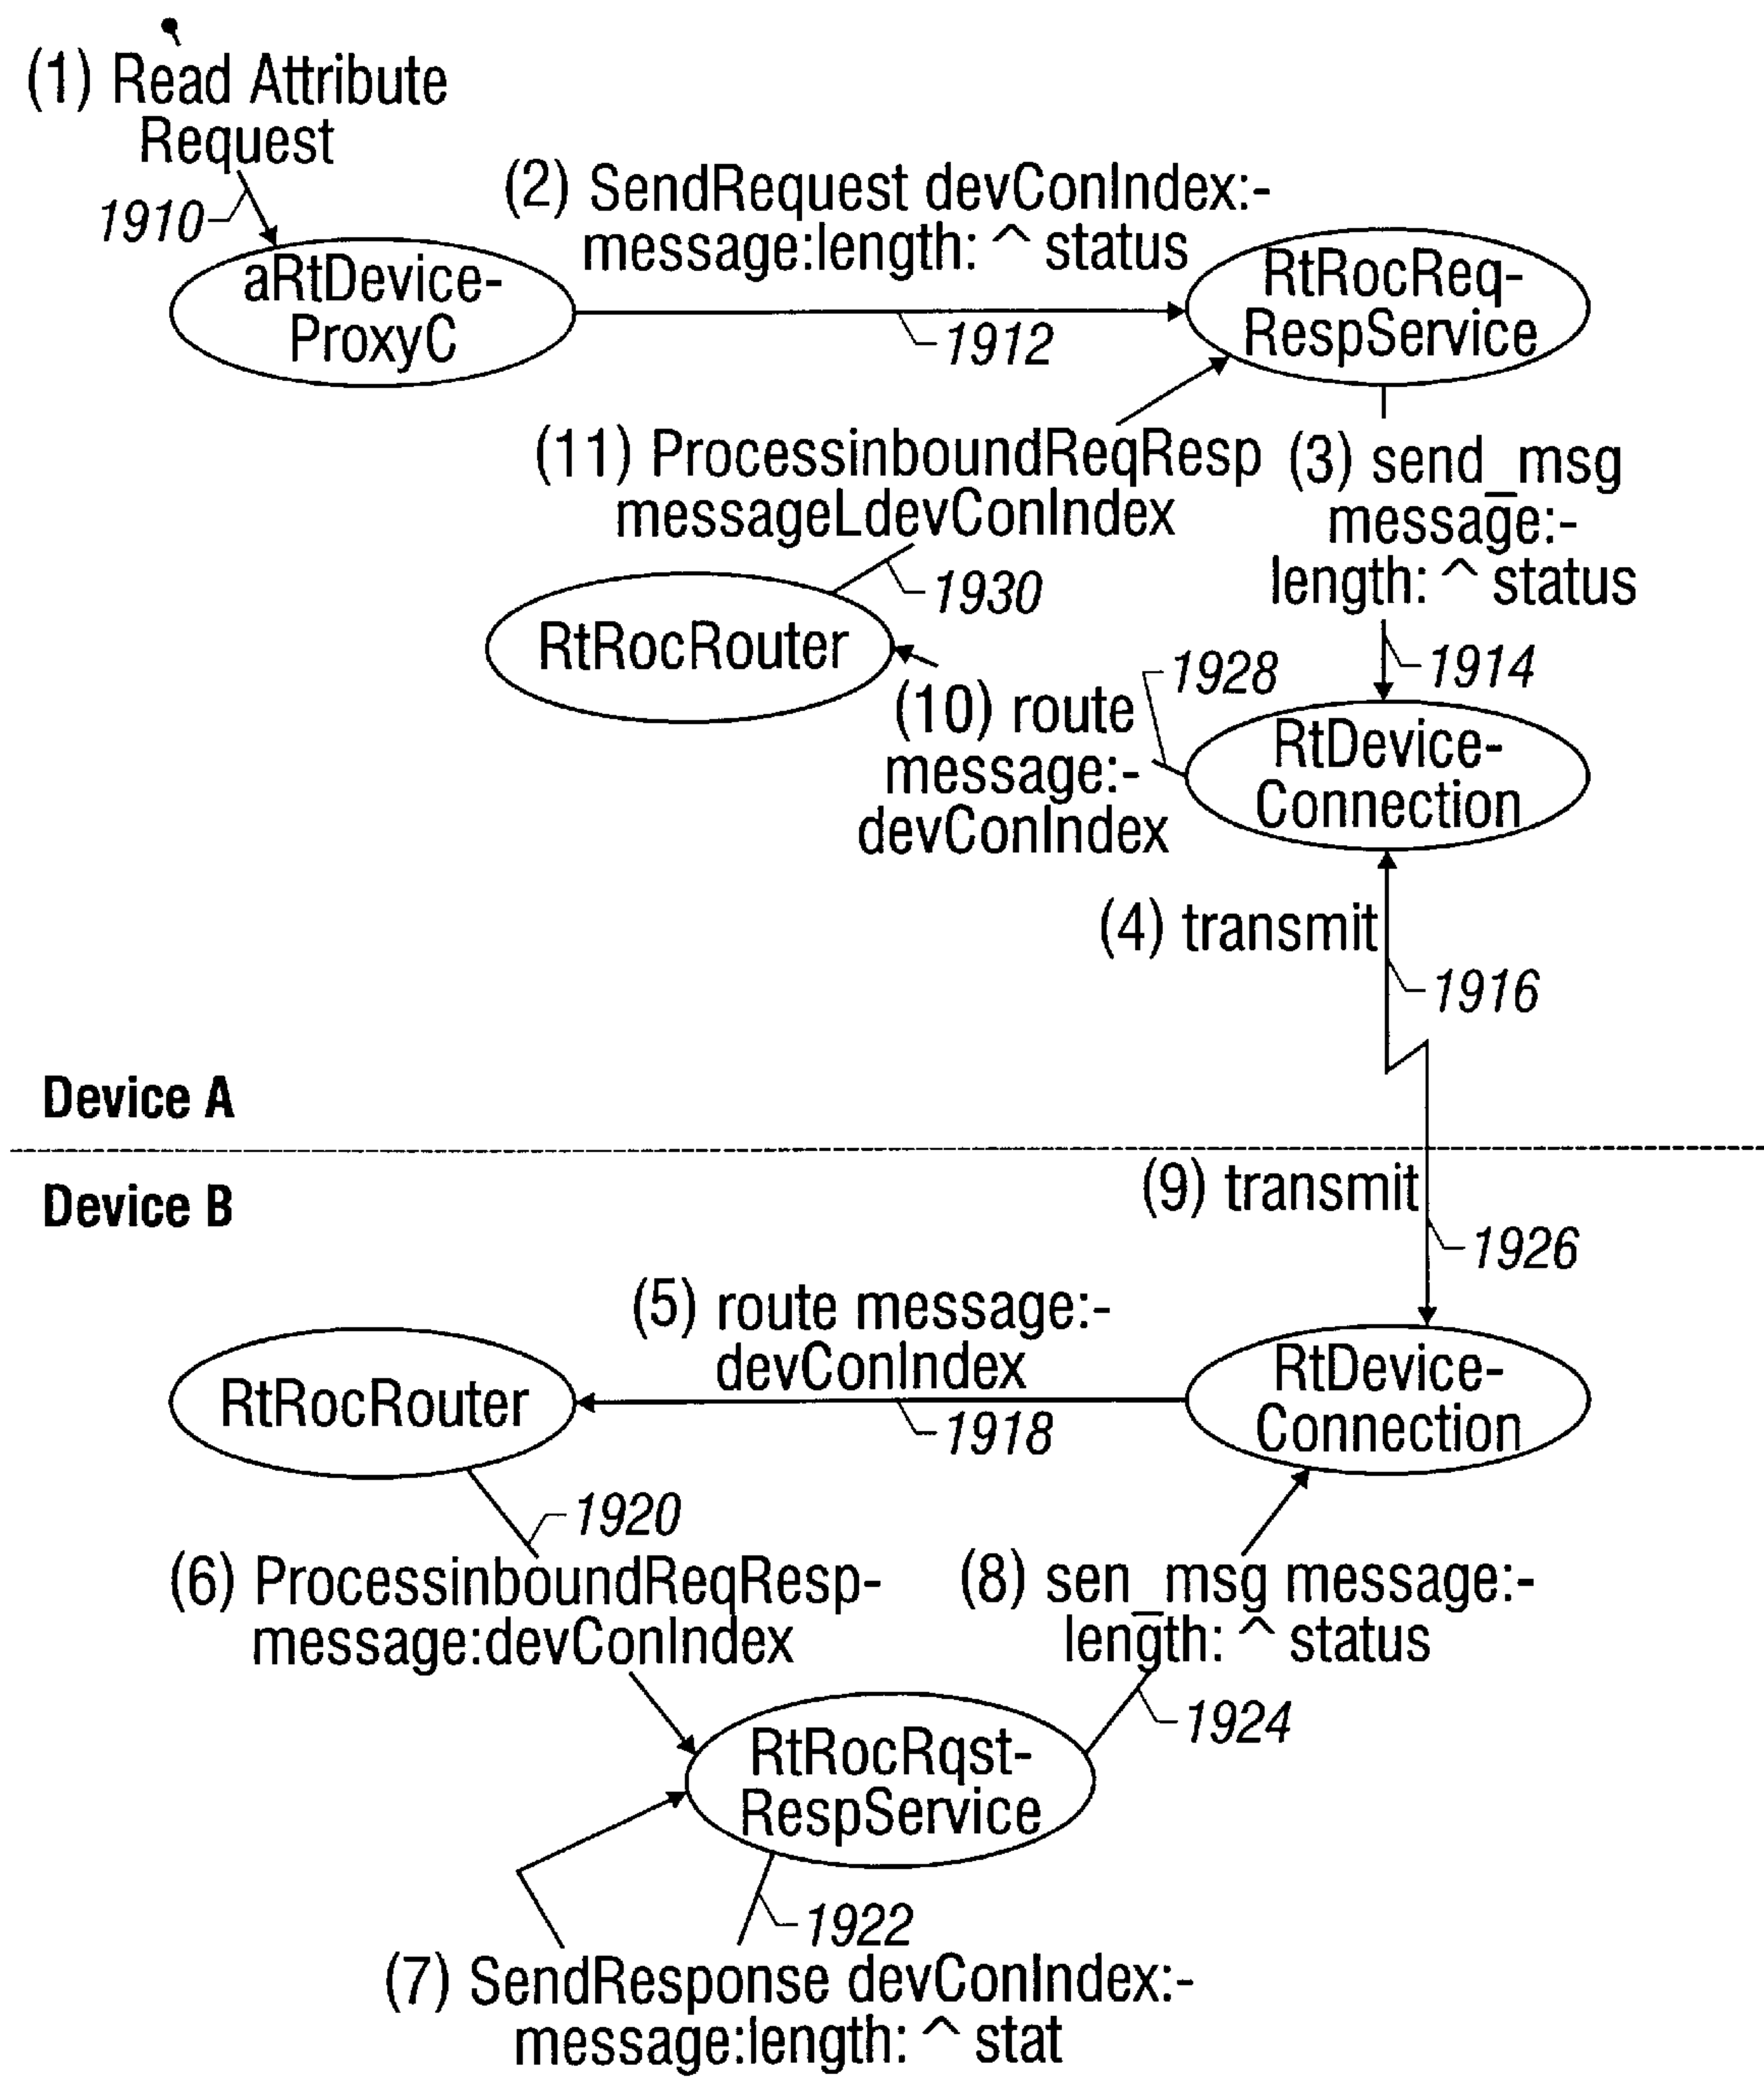 (1) Read Attribute
Request
1910
(2) SendRequest devConIndex:-
message:length: ^ status
aRtDevice-
ProxyC
1912
RtRocReq-
RespService
(11) ProcessinboundReqResp
messageLdevConIndex
(3) send_msg
message:-
length: ^ status
1930
RtRocRouter
1914
1928
(10) route
message:-
devConIndex
RtDevice-
Connection
(4) transmit
1916
Device A
Device B
(9) transmit
1926
(5) route message:-
devConIndex
RtRocRouter
1918
RtDevice-
Connection
1920
(6) ProcessinboundReqResp-
message:devConIndex
(8) sen_msg message:-
length: ^ status
1924
RtRocRqst-
RespService
1922
(7) SendResponse devConIndex:-
message:length: ^ stat